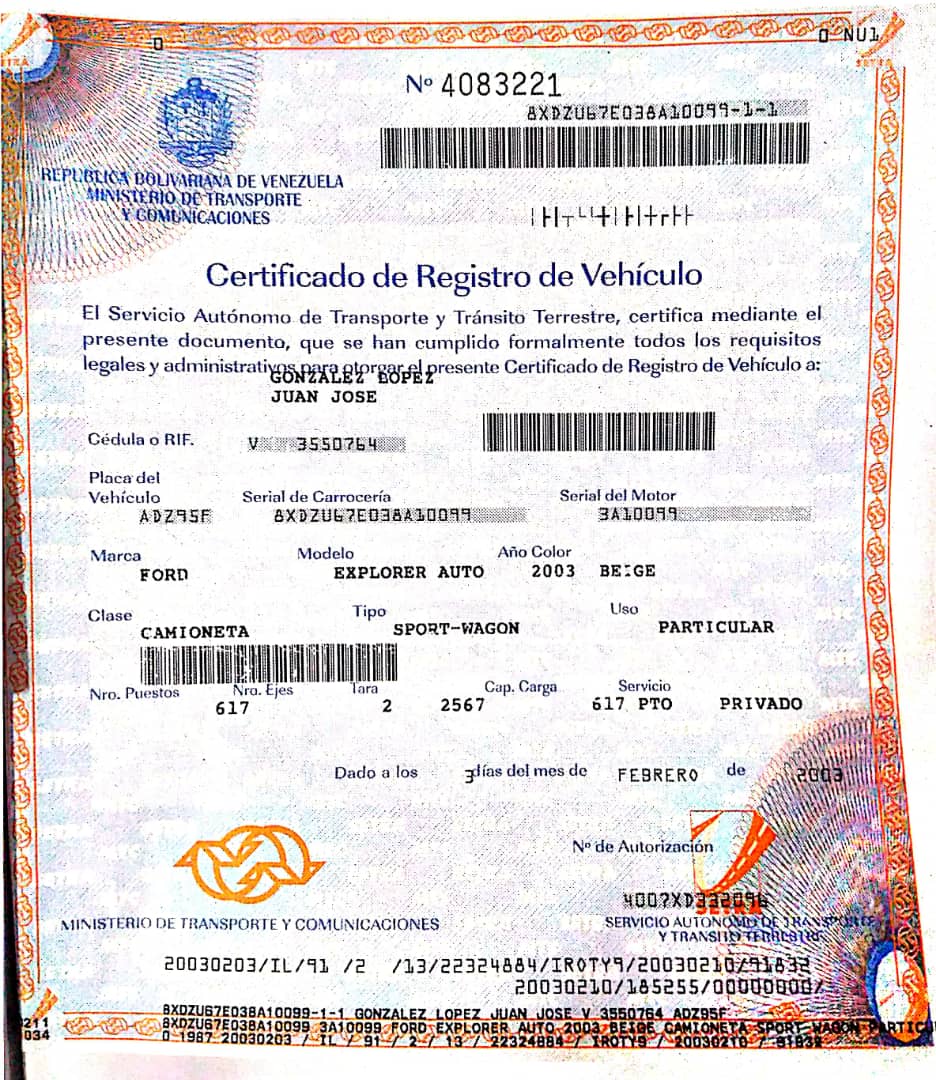 0 0 NU1
Nº 4083221
8XDZU67E038A10099-1-1
REPUBLICA BOLIVARIANA DE VENEZUELA
MINISTERIO DE TRANSPORTE
Y COMUNICACIONES
Certificado de Registro de Vehículo
El Servicio Autónomo de Transporte y Tránsito Terrestre, certifica mediante el
presente documento, que se han cumplido formalmente todos los requisitos
legales y administrativos para otorgar el presente Certificado de Registro de Vehículo a:
GONZALEZ LOPEZ
JUAN JOSE
Cédula o RIF. V 3550764
Placa del
Vehículo Serial de Carrocería Serial del Motor
ADZ95F 8XDZU67E038A10099 3A10099
Marca Modelo Año Color
FORD EXPLORER AUTO 2003 BEIGE
Clase Tipo Uso
CAMIONETA SPORT-WAGON PARTICULAR
Nro. Puestos Nro. Ejes Tara Cap. Carga Servicio
617 2 2567 617 PTO PRIVADO
Dado a los 3 días del mes de FEBRERO de 2003
Nº de Autorización
4007XD332096
SETRA
MINISTERIO DE TRANSPORTE Y COMUNICACIONES
SERVICIO AUTONOMO DE TRANSPORTE
Y TRANSITO TERRESTRE
20030203/IL/91 /2 /13/22324884/IROTY9/20030210/91832
20030210/185255/00000000/
8XDZU67E038A10099-1-1 GONZALEZ LOPEZ JUAN JOSE V 3550764 ADZ95F
211 8XDZU67E038A10099 3A10099 FORD EXPLORER AUTO 2003 BEIGE CAMIONETA SPORT-WAGON PARTICU
034 0 1987 20030203 / IL / 91 / 2 / 13 / 22324884 / IROTY9 / 20030210 / 91832